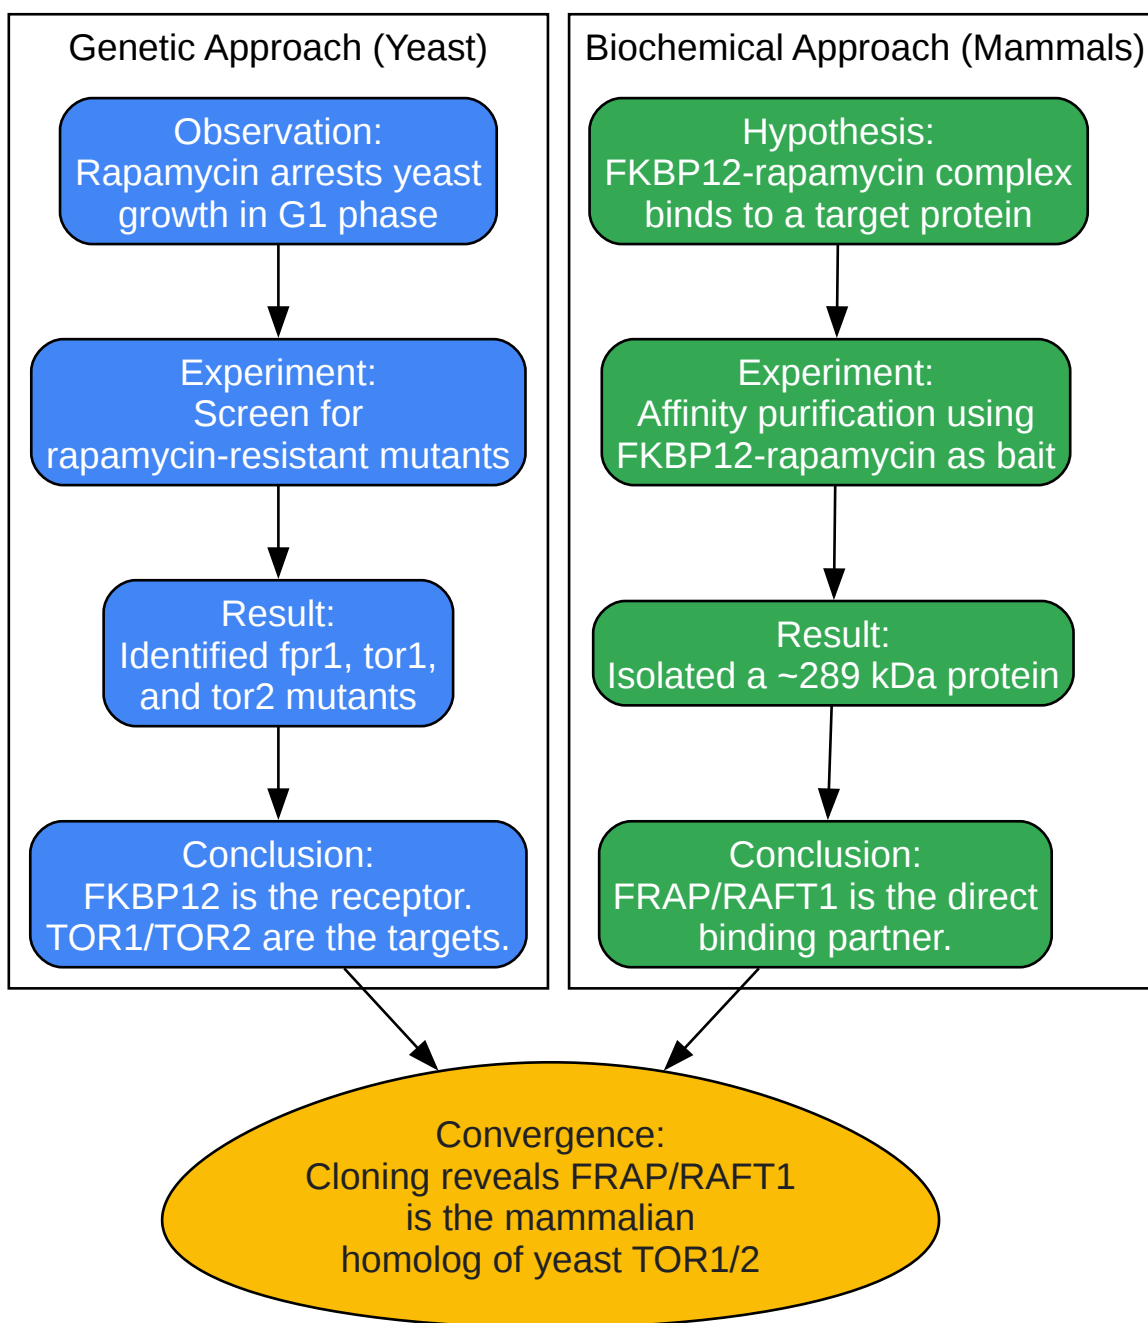 Genetic Approach (Yeast)
Observation:
Rapamycin arrests yeast
growth in G1 phase
Experiment:
Screen for
rapamycin-resistant mutants
Result:
Identified fpr1, tor1,
and tor2 mutants
Conclusion:
FKBP12 is the receptor.
TOR1/TOR2 are the targets.
Biochemical Approach (Mammals)
Hypothesis:
FKBP12-rapamycin complex
binds to a target protein
Experiment:
Affinity purification using
FKBP12-rapamycin as bait
Result:
Isolated a ~289 kDa protein
Conclusion:
FRAP/RAFT1 is the direct
binding partner.
Convergence:
Cloning reveals FRAP/RAFT1
is the mammalian
homolog of yeast TOR1/2